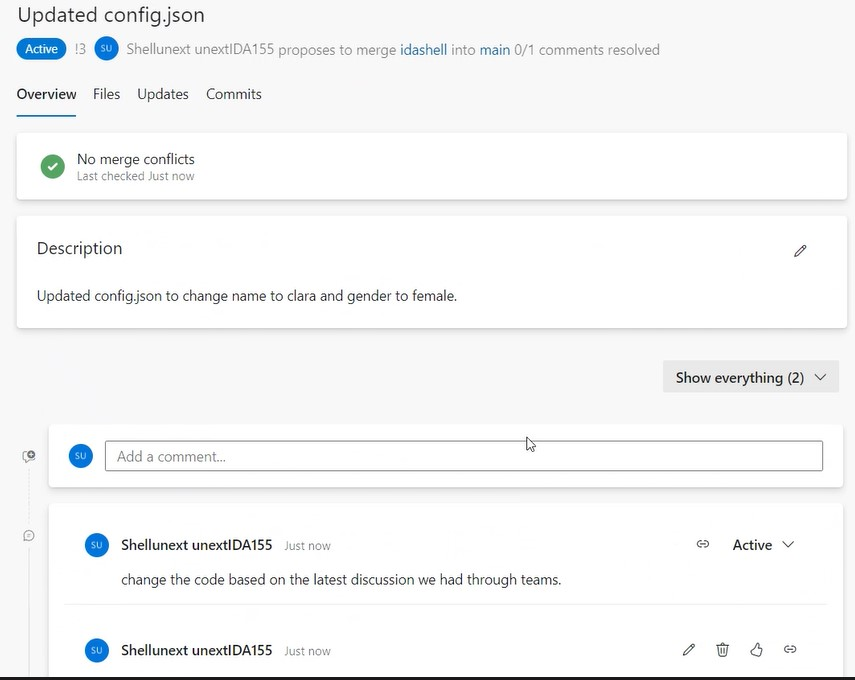 Updated config.json
Active !3 SU Shellunext unextIDA155 proposes to merge idashell into main 0/1 comments resolved
Overview Files Updates Commits
No merge conflicts
Last checked Just now
Description
Updated config.json to change name to clara and gender to female.
Show everything (2)
SU Add a comment...
SU Shellunext unextIDA155 Just now Active
change the code based on the latest discussion we had through teams.
SU Shellunext unextIDA155 Just now